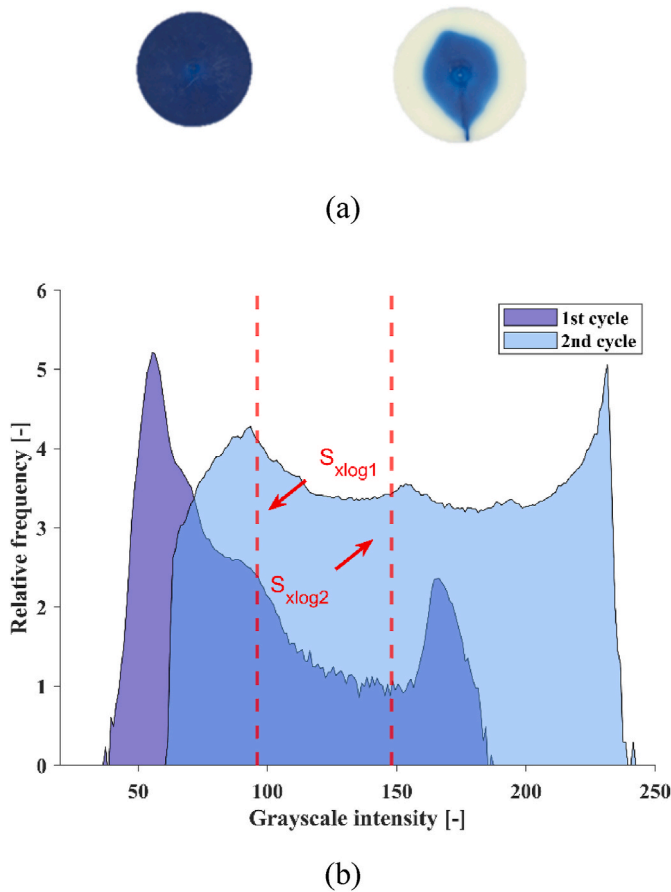 (a)
6
5
4
3
2
1
0
Relative frequency [-]
1st cycle
2nd cycle
Sxlog1
Sxlog2
50
100
150
200
250
Grayscale intensity [-]
(b)